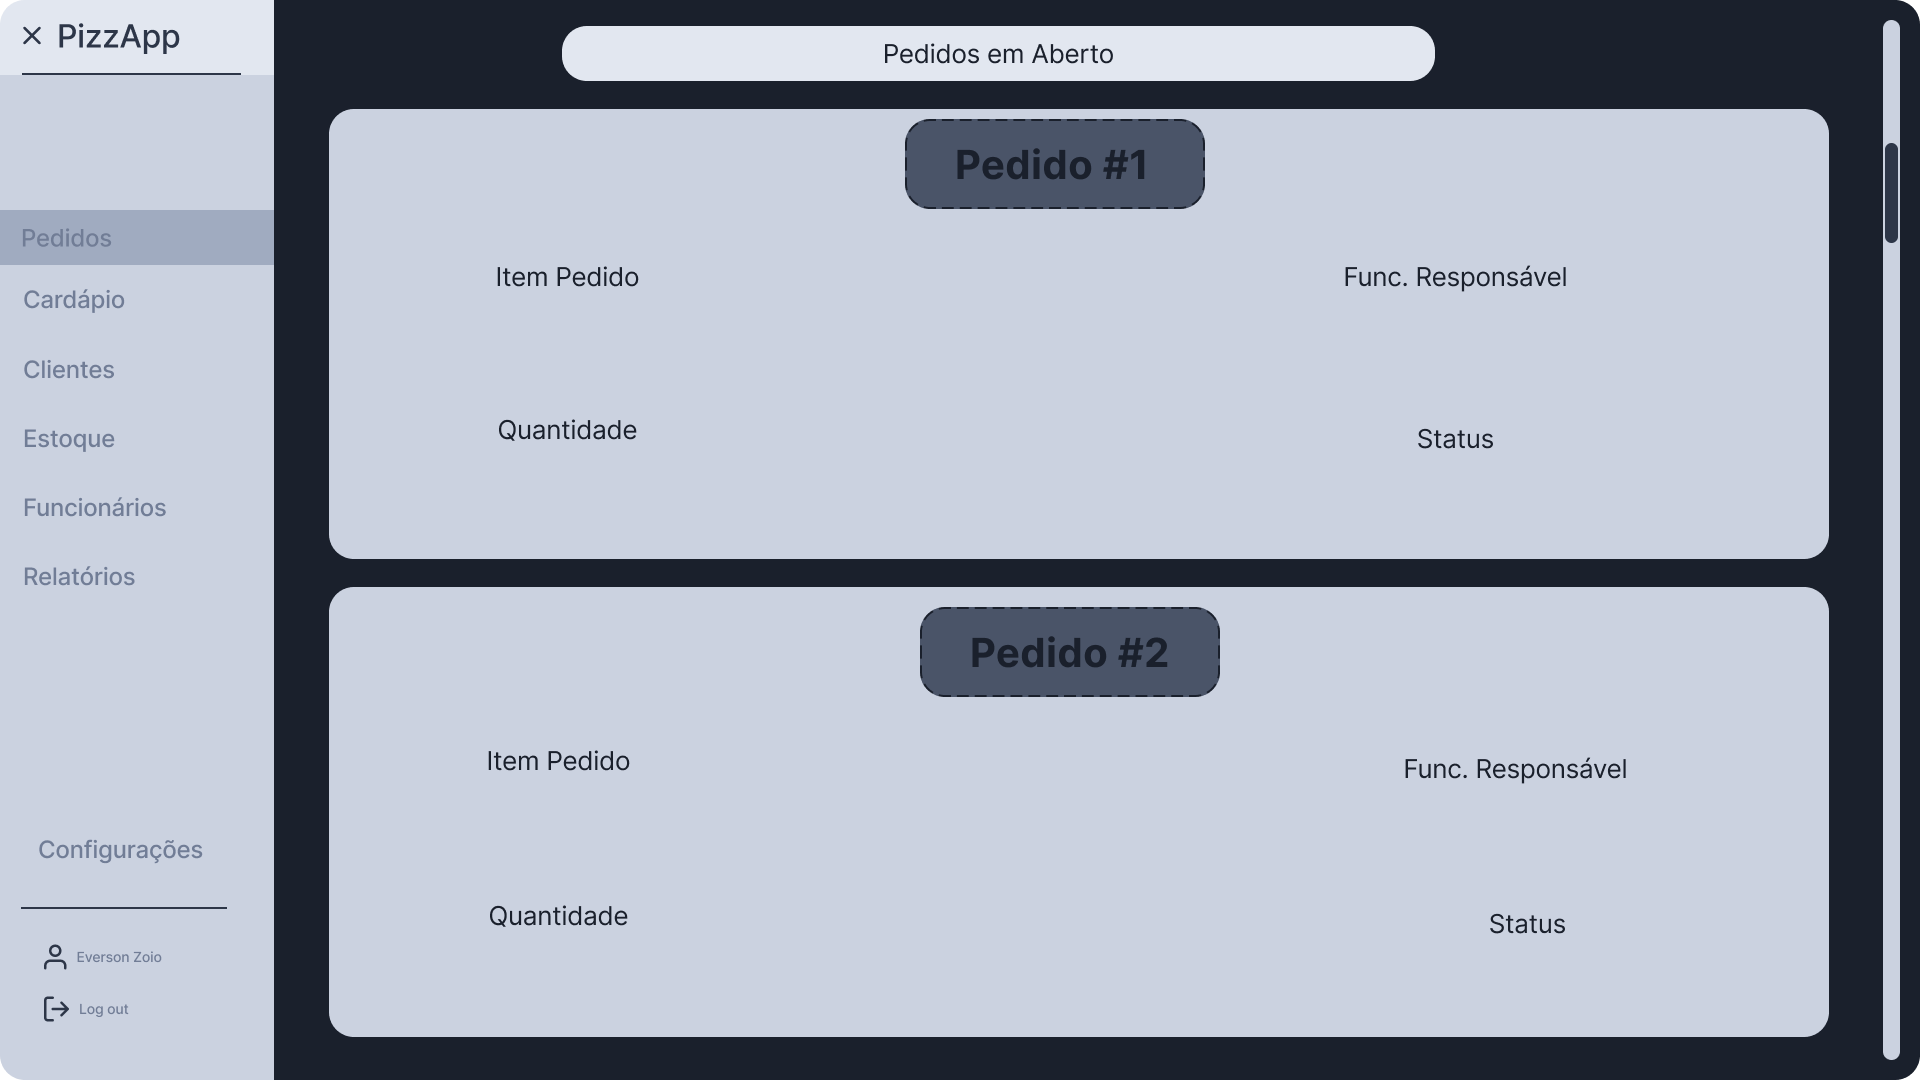 PizzApp
Pedidos
Cardápio
Clientes
Estoque
Funcionários
Relatórios
Configurações
Everson Zoio
Log out
Pedidos em Aberto
Pedido #1
Item Pedido
Func. Responsável
Quantidade
Status
Pedido #2
Item Pedido
Func. Responsável
Quantidade
Status